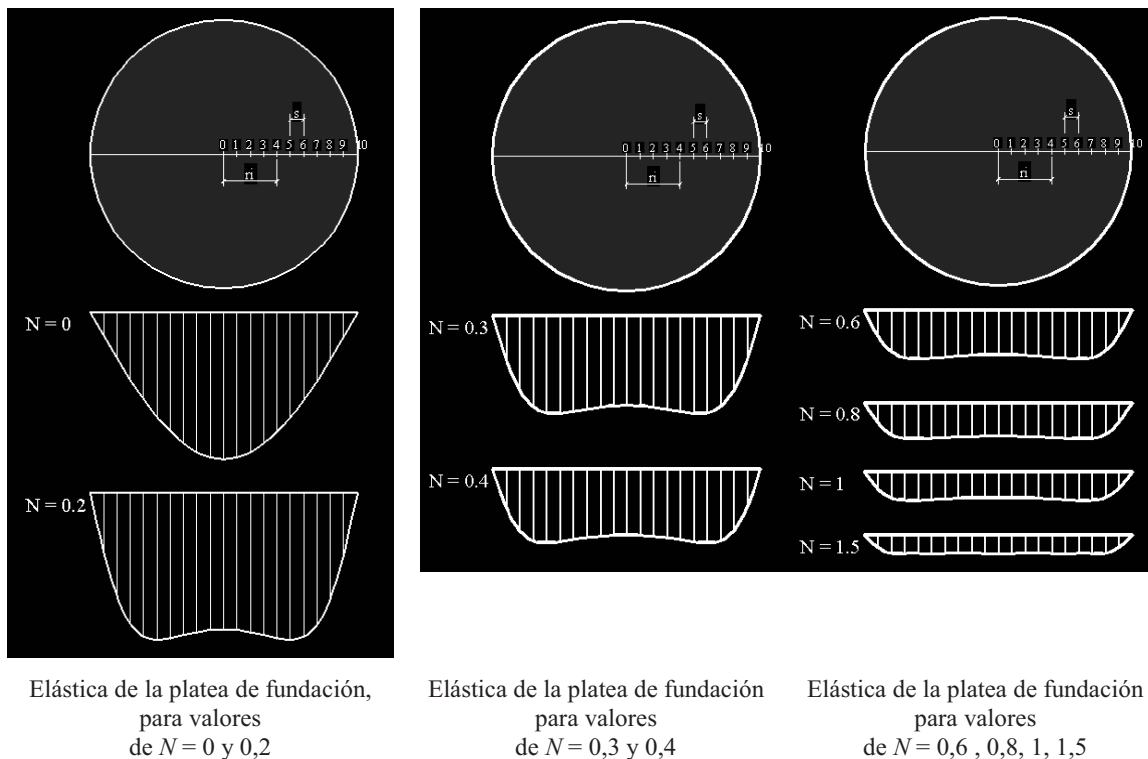 s
0 1 2 3 4 5 6 7 8 9 10
ri
N = 0
N = 0.2
s
0 1 2 3 4 5 6 7 8 9 10
ri
N = 0.3
N = 0.4
s
0 1 2 3 4 5 6 7 8 9 10
ri
N = 0.6
N = 0.8
N = 1
N = 1.5
Elástica de la platea de fundación,
para valores
de N = 0 y 0,2
Elástica de la platea de fundación
para valores
de N = 0,3 y 0,4
Elástica de la platea de fundación
para valores
de N = 0,6 , 0,8, 1, 1,5